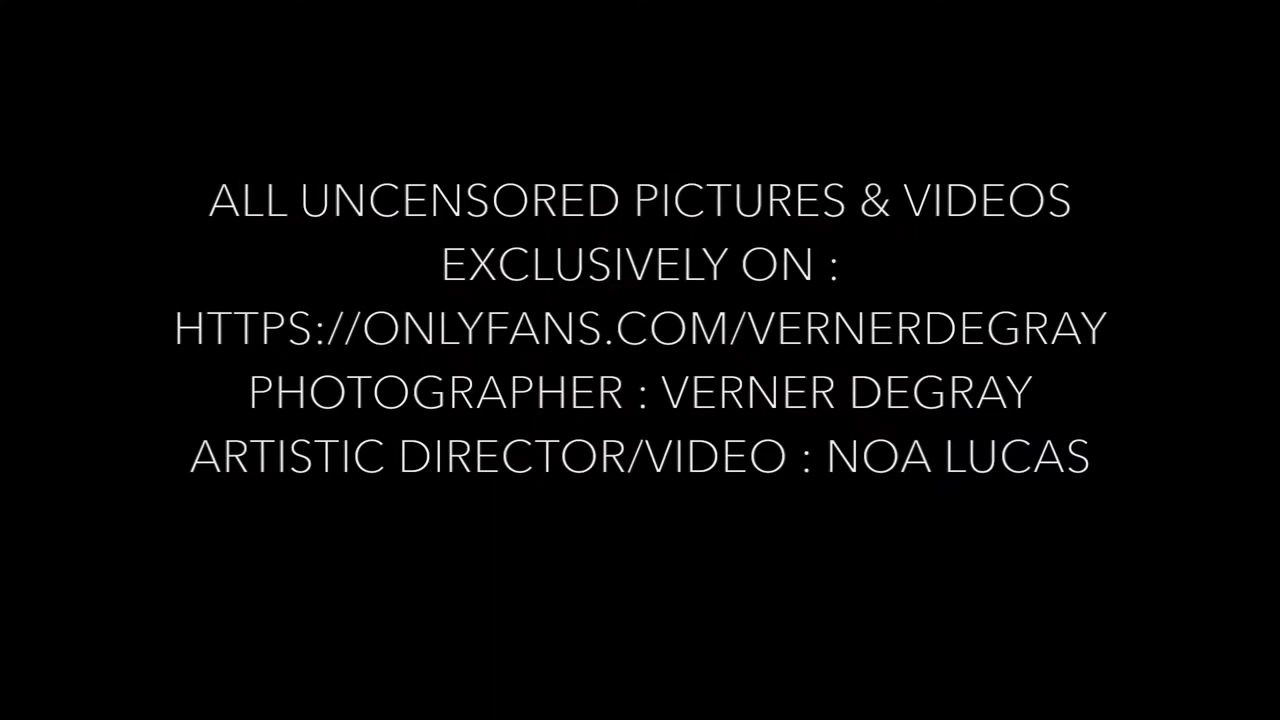 ALL UNCENSORED PICTURES & VIDEOS
EXCLUSIVELY ON :
HTTPS://ONLYFANS.COM/VERNERDEGRAY
PHOTOGRAPHER : VERNER DEGRAY
ARTISTIC DIRECTOR/VIDEO : NOA LUCAS